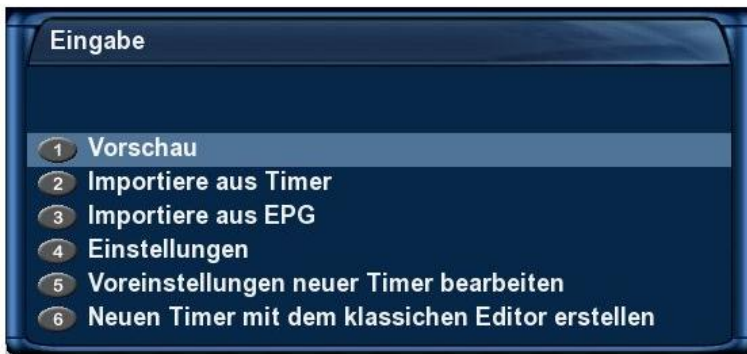 Eingabe
1 Vorschau
2 Importiere aus Timer
3 Importiere aus EPG
4 Einstellungen
5 Voreinstellungen neuer Timer bearbeiten
6 Neuen Timer mit dem klassichen Editor erstellen